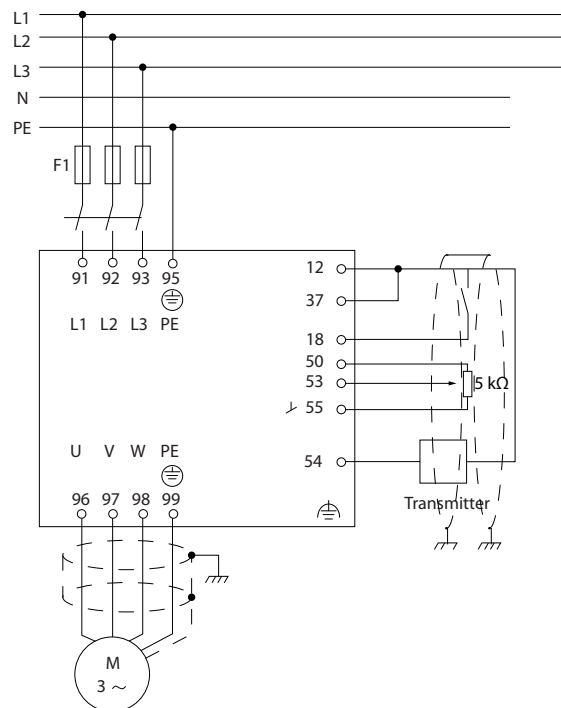 L1
L2
L3
N
PE
F1
91 92 93 95
L1 L2 L3 PE
12
37
18
50
53
5 kΩ
55
54
Transmitter
U V W PE
96 97 98 99
M
3 ~